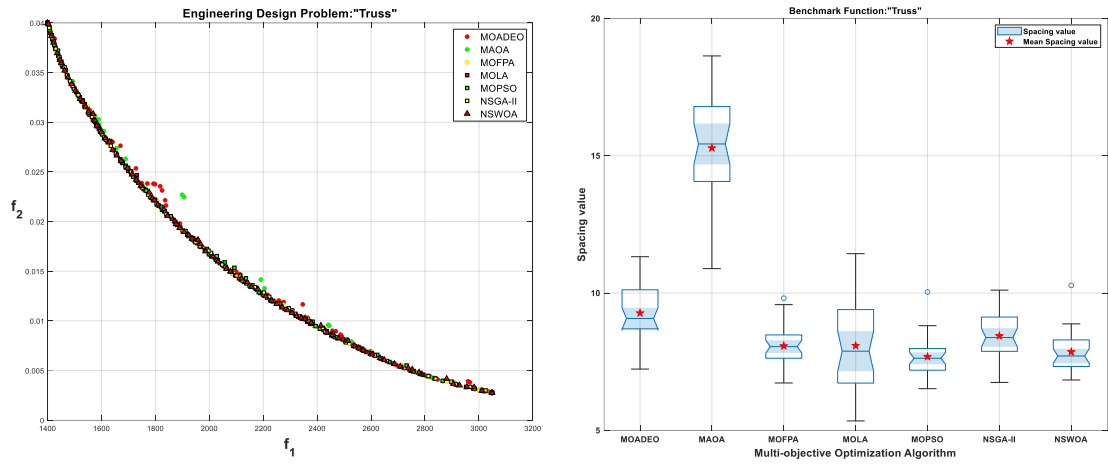 Engineering Design Problem:"Truss"
0.04
0.035
0.03
0.025
0.02
0.015
0.01
0.005
0
f2
1400
1600
1800
2000
2200
2400
2600
2800
3000
3200
f1
MOADEO
MAOA
MOFPA
MOLA
MOPSO
NSGA-II
NSWOA
Benchmark Function:"Truss"
20
15
10
5
Spacing value
Spacing value
Mean Spacing value
MOADEO
MAOA
MOFPA
MOLA
MOPSO
NSGA-II
NSWOA
Multi-objective Optimization Algorithm